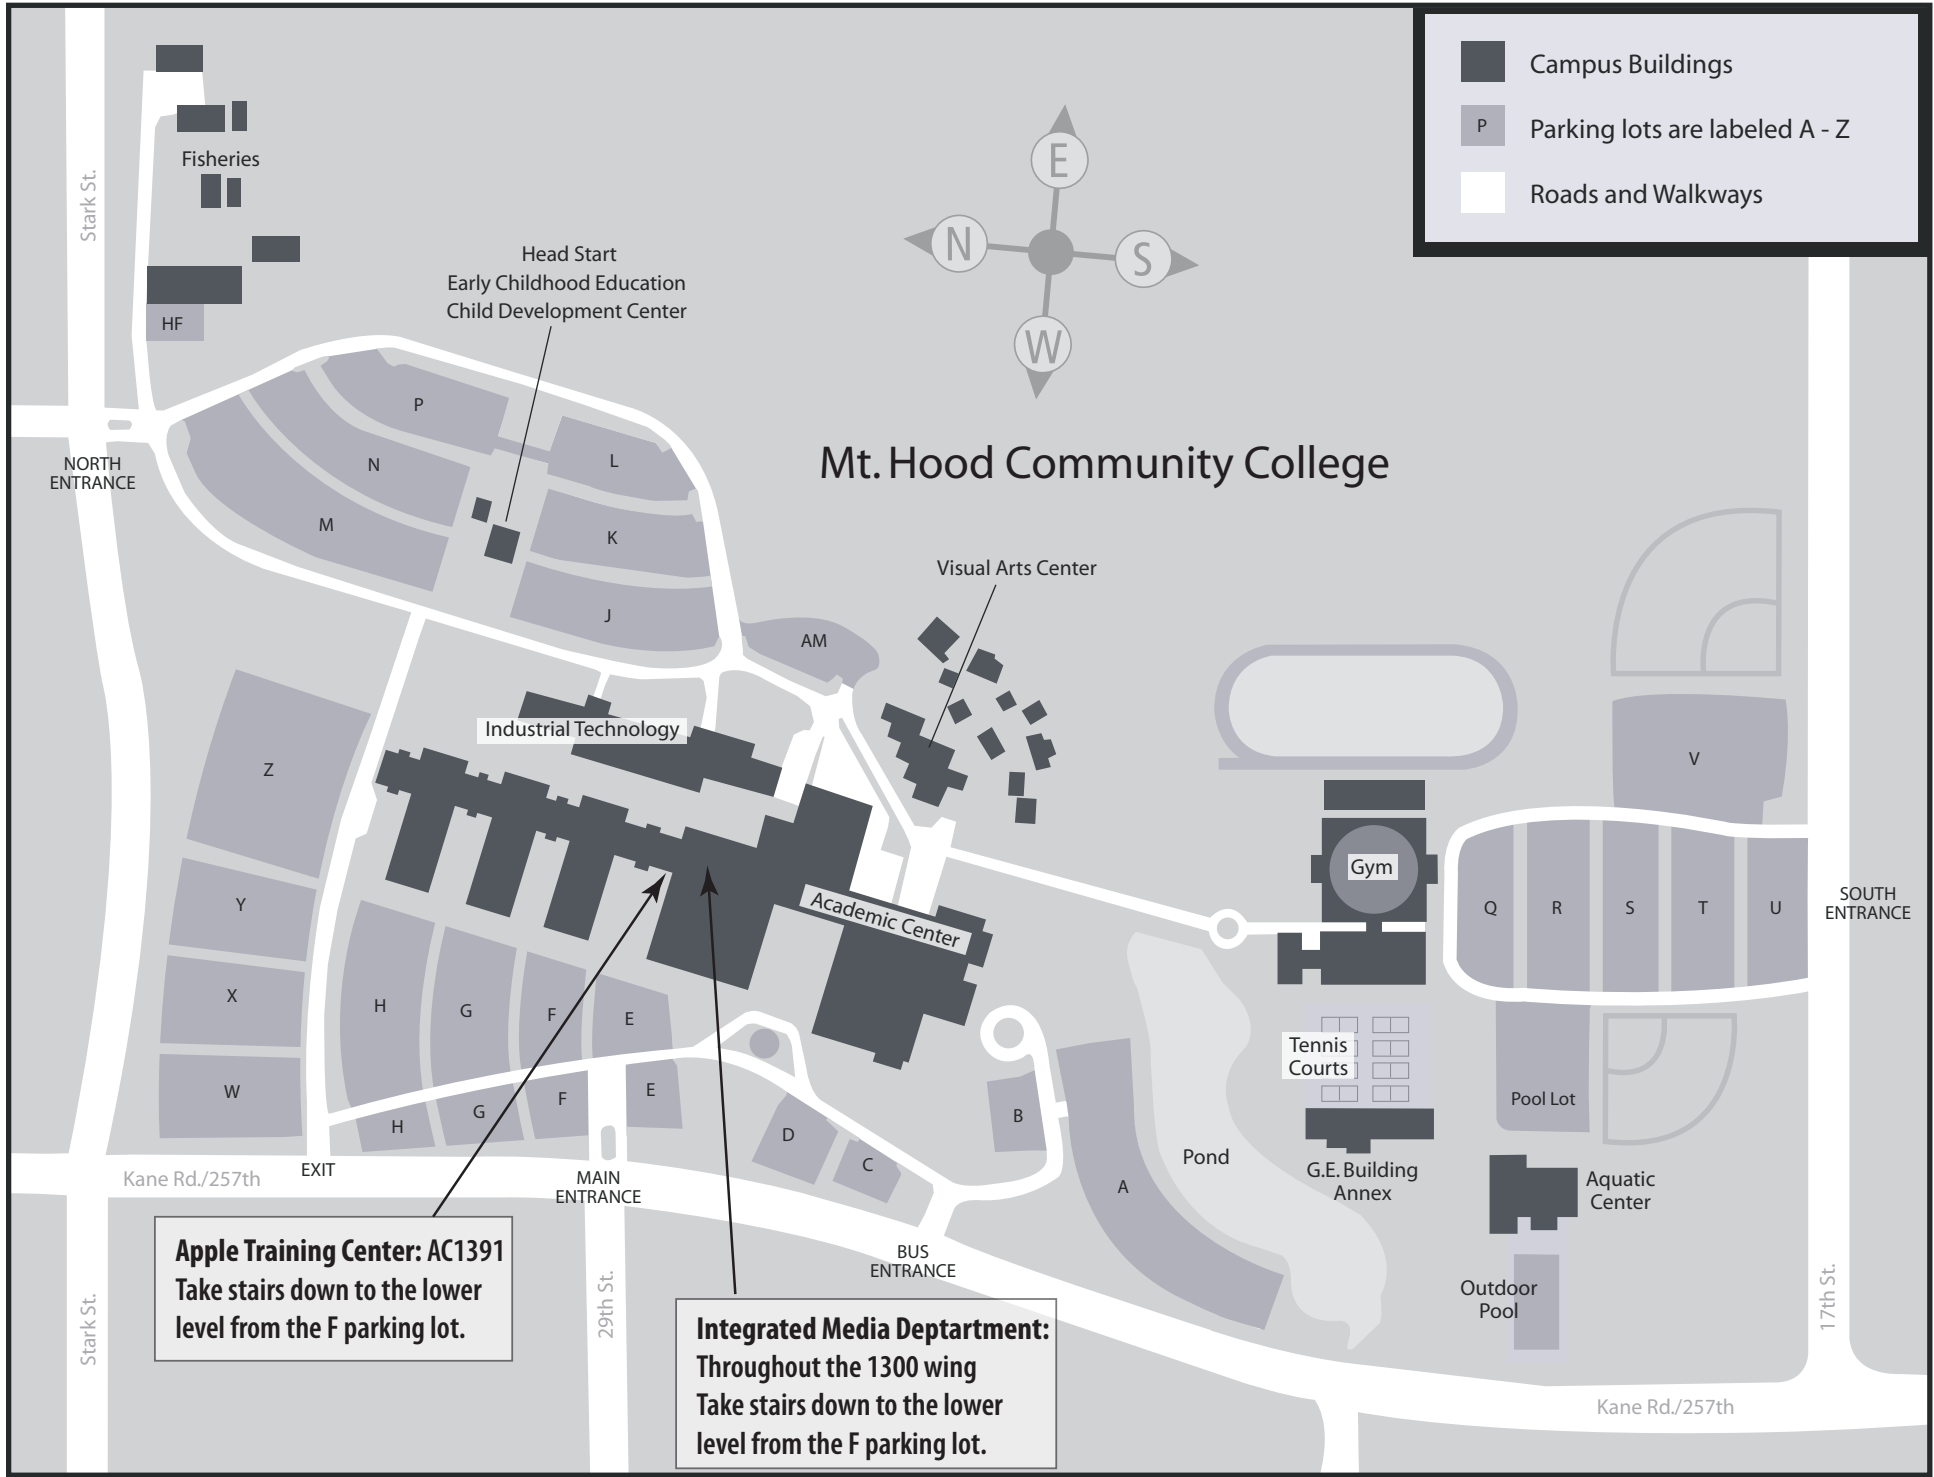 Campus Buildings
P
Parking lots are labeled A - Z
Roads and Walkways
Stark St.
Fisheries
HF
Head Start
Early Childhood Education
Child Development Center
E
N
S
W
Mt. Hood Community College
NORTH
ENTRANCE
P
L
N
K
M
J
AM
Visual Arts Center
Industrial Technology
Z
V
Gym
Academic Center
Y
Q
R
S
T
U
SOUTH
ENTRANCE
X
H
G
F
E
Tennis
Courts
W
H
G
F
E
D
C
B
A
Pond
Pool Lot
G.E. Building
Annex
Aquatic
Center
Outdoor
Pool
Kane Rd./257th
EXIT
MAIN
ENTRANCE
BUS
ENTRANCE
Apple Training Center: AC1391
Take stairs down to the lower
level from the F parking lot.
Integrated Media Deptartment:
Throughout the 1300 wing
Take stairs down to the lower
level from the F parking lot.
Stark St.
29th St.
17th St.
Kane Rd./257th